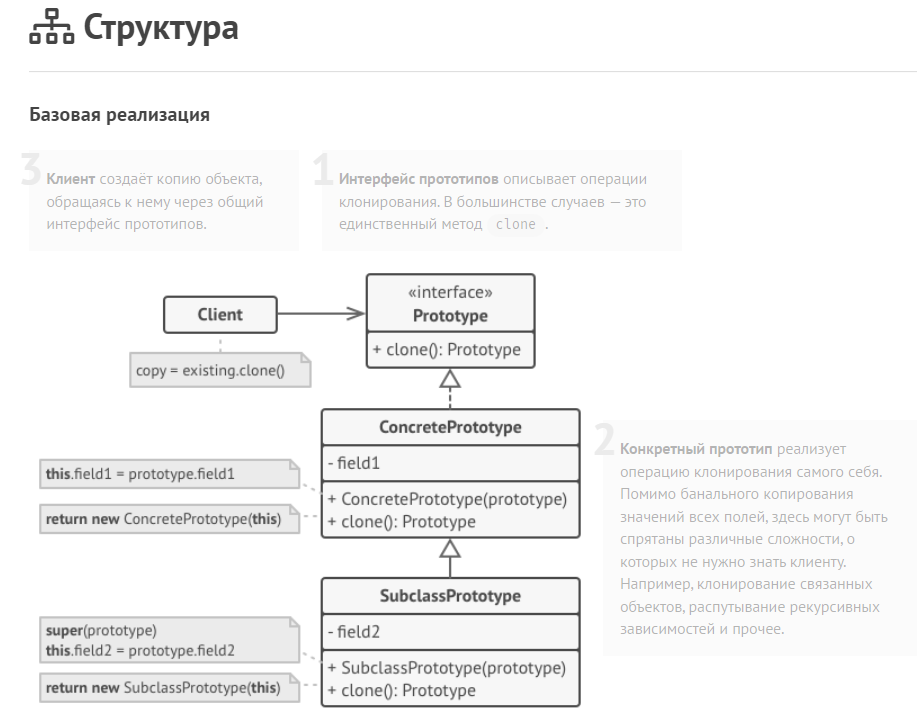 Структура
Базовая реализация
3
Клиент создаёт копию объекта,
обращаясь к нему через общий
интерфейс прототипов.
1
Интерфейс прототипов описывает операции
клонирования. В большинстве случаев — это
единственный метод clone .
Client
copy = existing.clone()
«interface»
Prototype
+ clone(): Prototype
ConcretePrototype
- field1
+ ConcretePrototype(prototype)
+ clone(): Prototype
this.field1 = prototype.field1
return new ConcretePrototype(this)
2
Конкретный прототип реализует
операцию клонирования самого себя.
Помимо банального копирования
значений всех полей, здесь могут быть
спрятаны различные сложности, о
которых не нужно знать клиенту.
Например, клонирование связанных
объектов, распутывание рекурсивных
зависимостей и прочее.
SubclassPrototype
- field2
+ SubclassPrototype(prototype)
+ clone(): Prototype
super(prototype)
this.field2 = prototype.field2
return new SubclassPrototype(this)